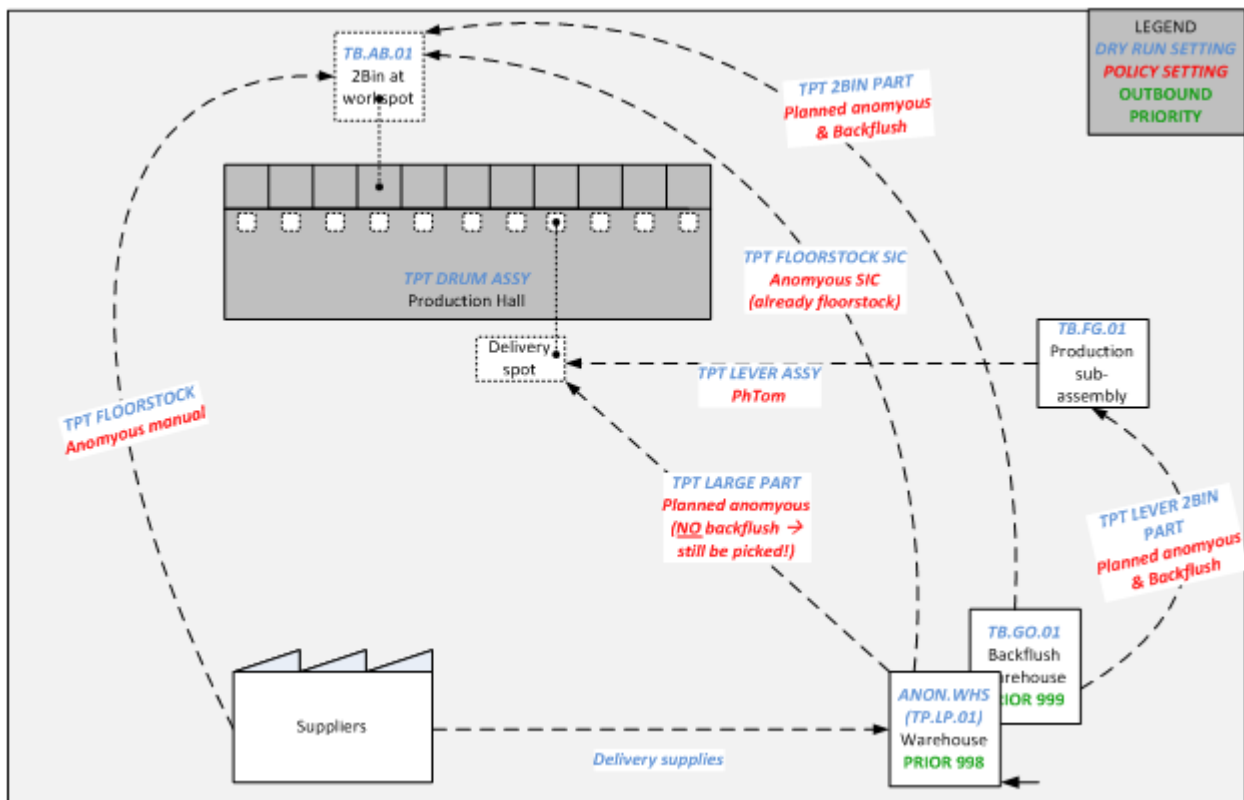 LEGEND
DRY RUN SETTING
POLICY SETTING
OUTBOUND
PRIORITY
TB.AB.01
2Bin at
workspot
TPT 2BIN PART
Planned anomyous
& Backflush
TPT DRUM ASSY
Production Hall
TPT FLOORSTOCK SIC
Anomyous SIC
(already floorstock)
Delivery
spot
TPT LEVER ASSY
PhTom
TB.FG.01
Production
sub-
assembly
TPT FLOORSTOCK
Anomyous manual
TPT LARGE PART
Planned anomyous
(NO backflush →
still be picked!)
TPT LEVER 2BIN
PART
Planned anomyous
& Backflush
TB.GO.01
Backflush
arehouse
RIOR 999
ANON.WHS
(TP.LP.01)
Warehouse
PRIOR 998
Suppliers
Delivery supplies